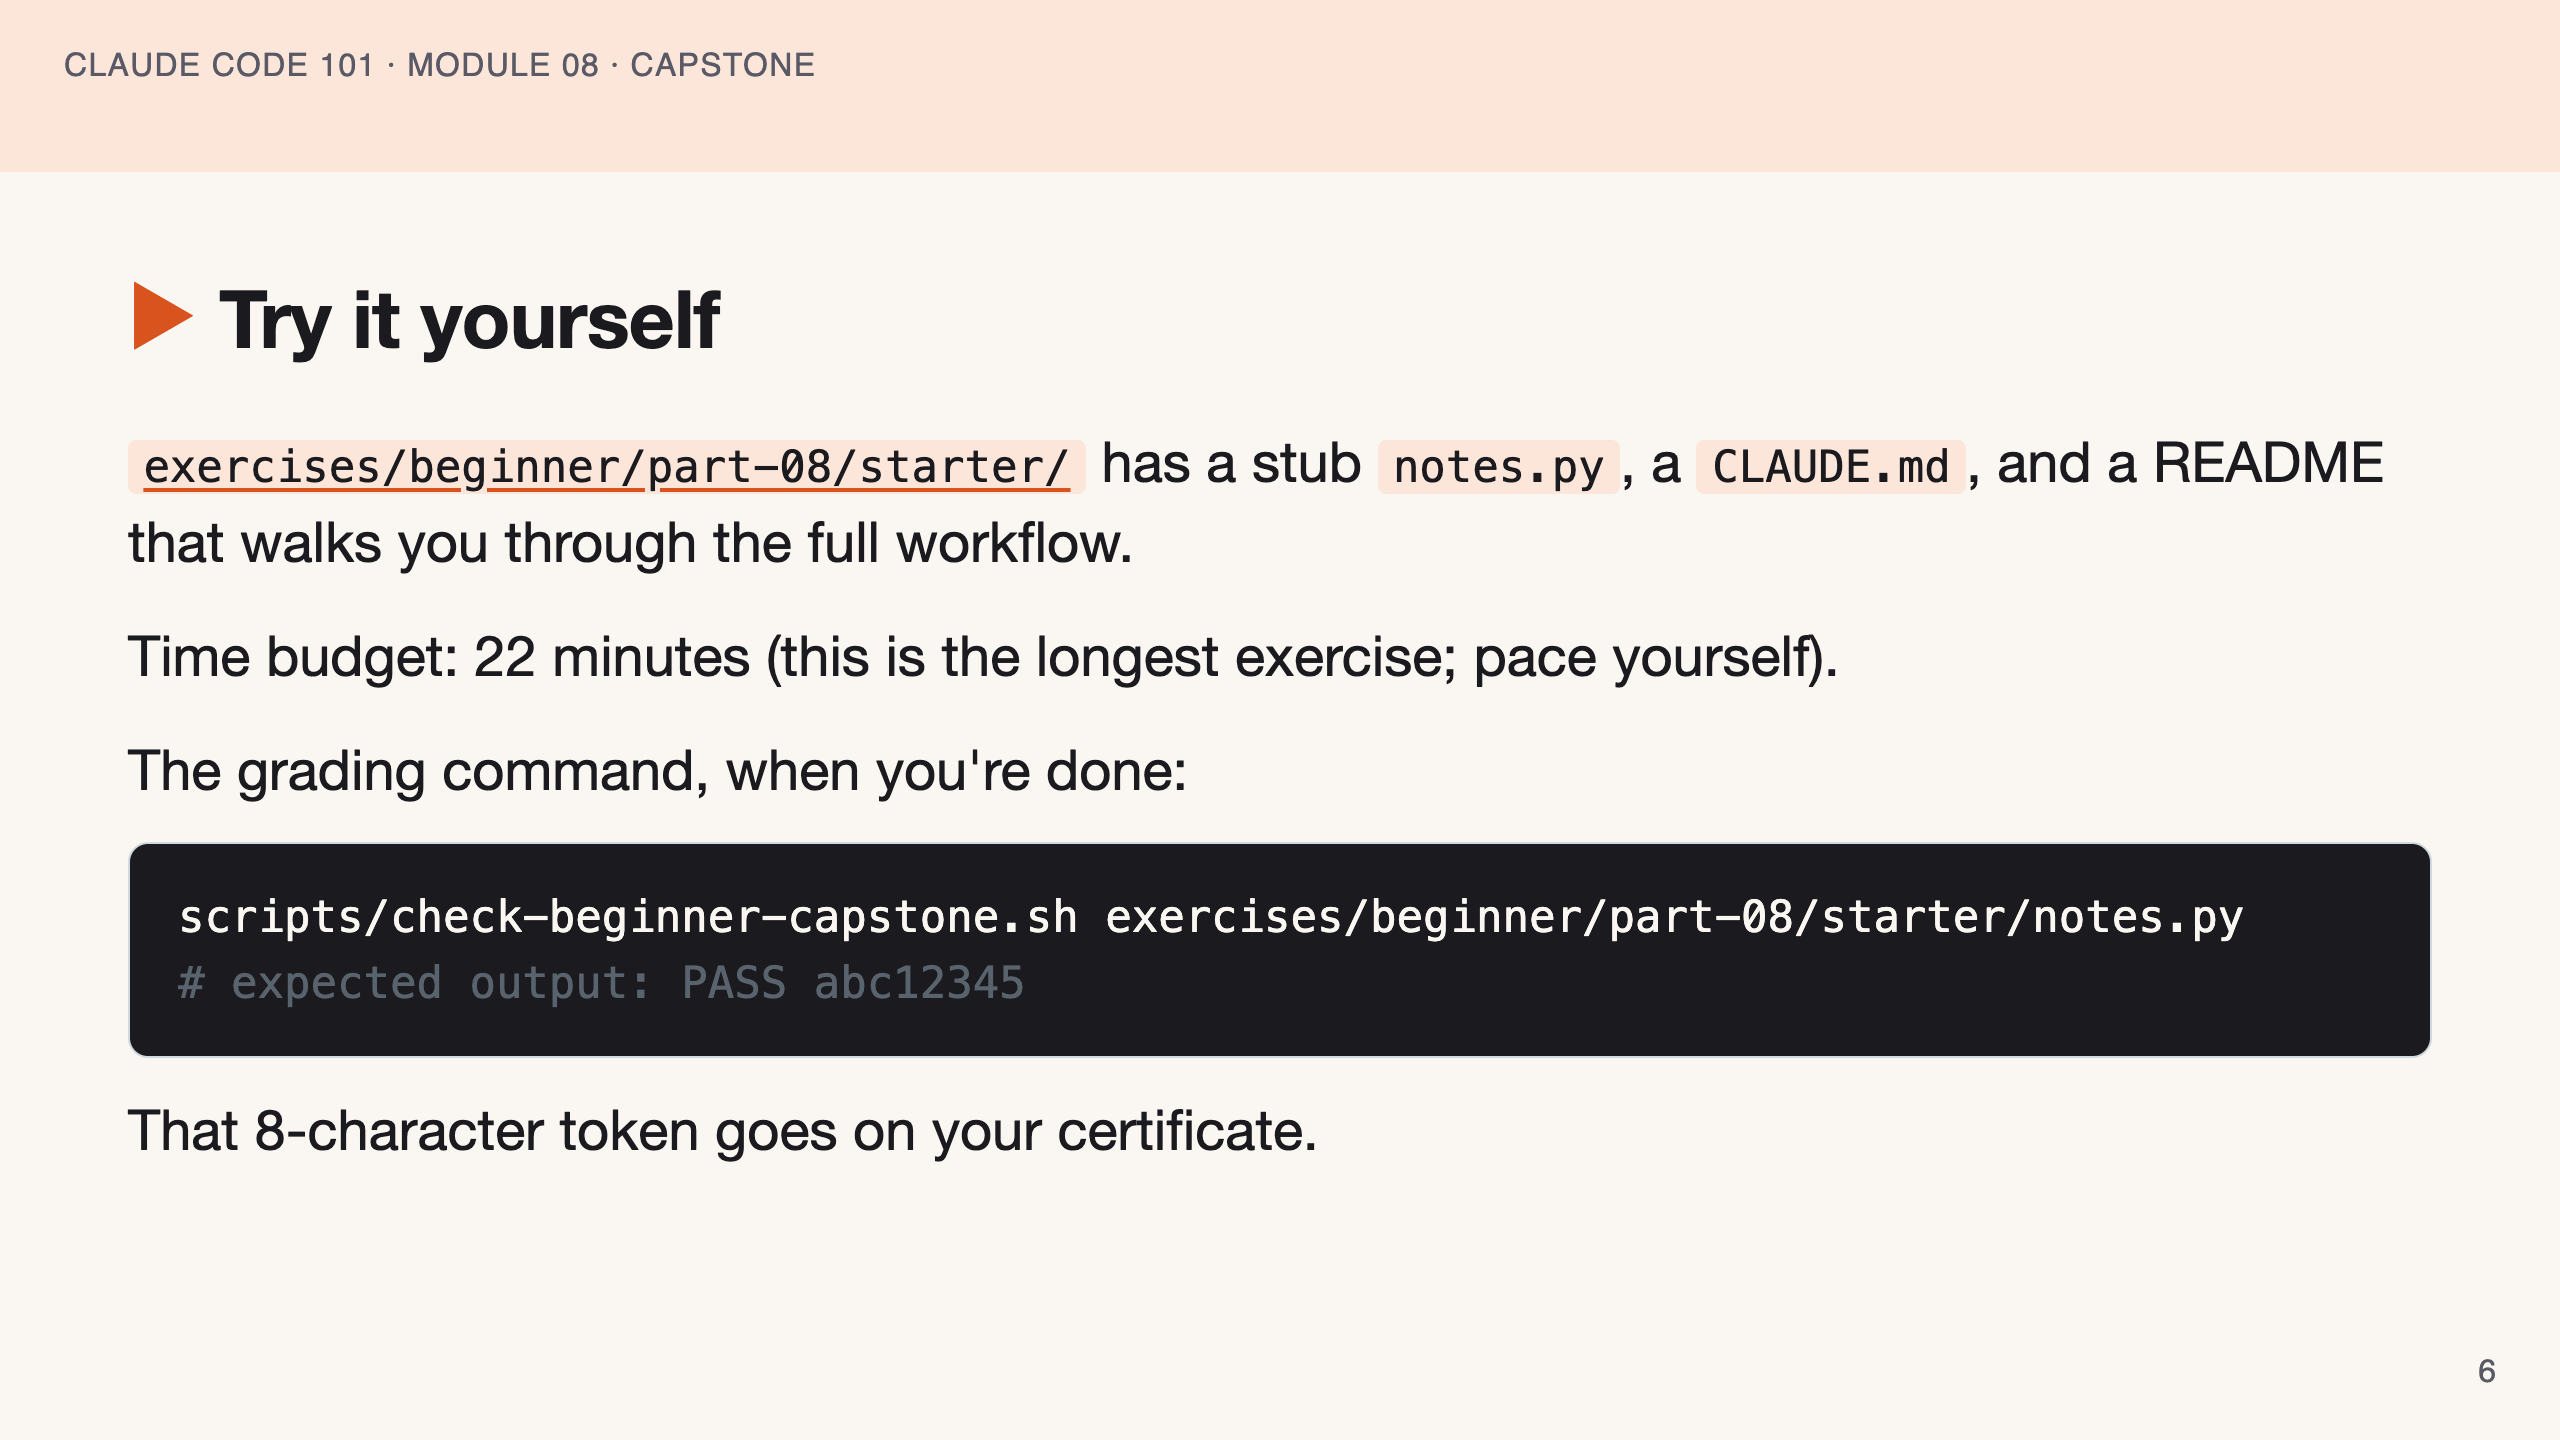 CLAUDE CODE 101 · MODULE 08 · CAPSTONE
Try it yourself
exercises/beginner/part-08/starter/ has a stub notes.py, a CLAUDE.md, and a README
that walks you through the full workflow.
Time budget: 22 minutes (this is the longest exercise; pace yourself).
The grading command, when you're done:
scripts/check-beginner-capstone.sh exercises/beginner/part-08/starter/notes.py
# expected output: PASS abc12345
That 8-character token goes on your certificate.
6